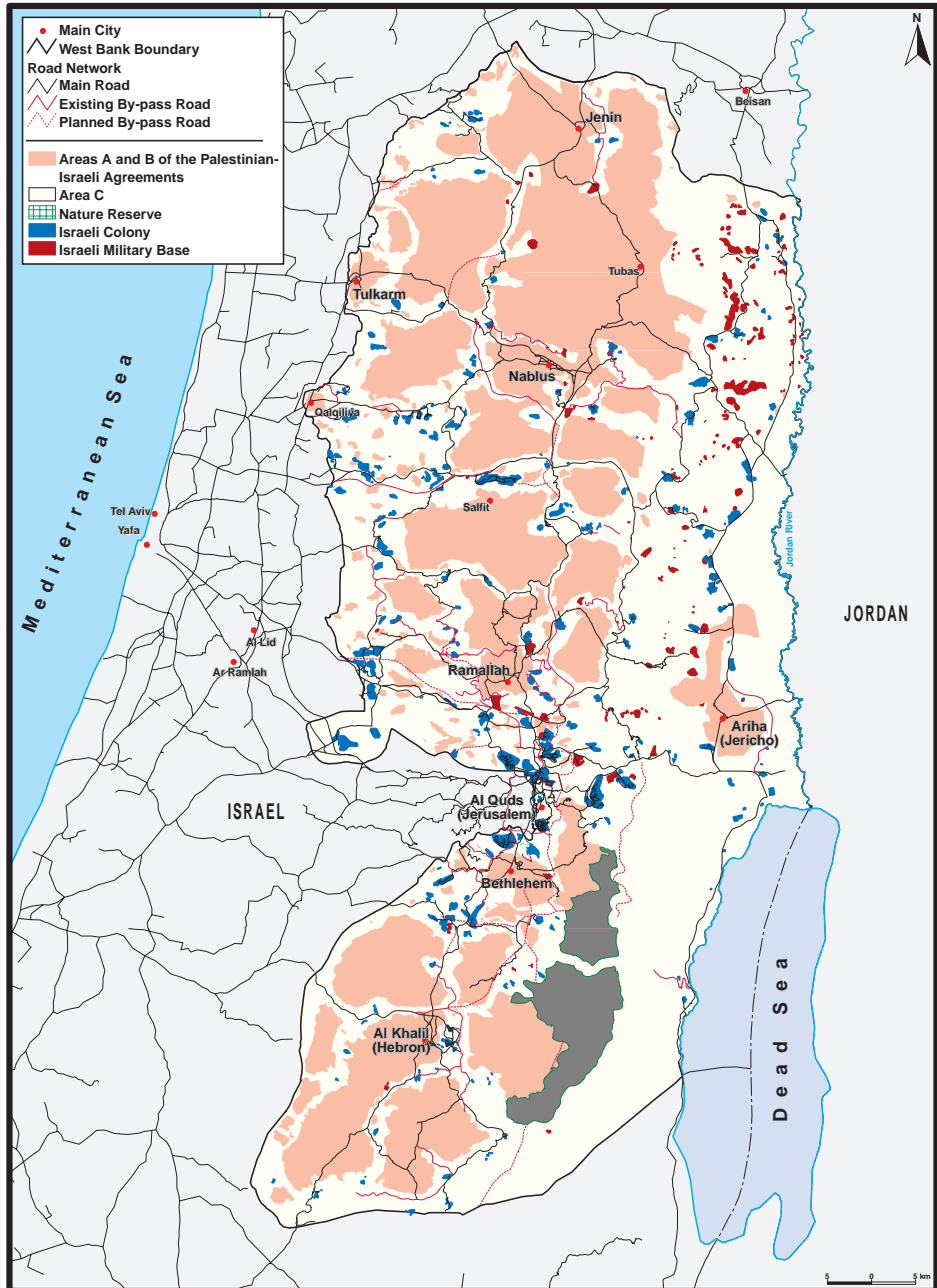 Main City
West Bank Boundary
Road Network
Main Road
Existing By-pass Road
Planned By-pass Road
Areas A and B of the Palestinian-
Israeli Agreements
Area C
Nature Reserve
Israeli Colony
Israeli Military Base
N
Beisan
Jenin
Tubas
Tulkarm
Nablus
Qalqiliya
Mediterranean Sea
Salfit
Tel Aviv
Yafa
Jordan River
JORDAN
Al Lid
Ar Ramlah
Ramallah
Ariha
(Jericho)
ISRAEL
Al Quds
(Jerusalem)
Bethlehem
Dead Sea
Al Khalil
(Hebron)
5 0 5 km